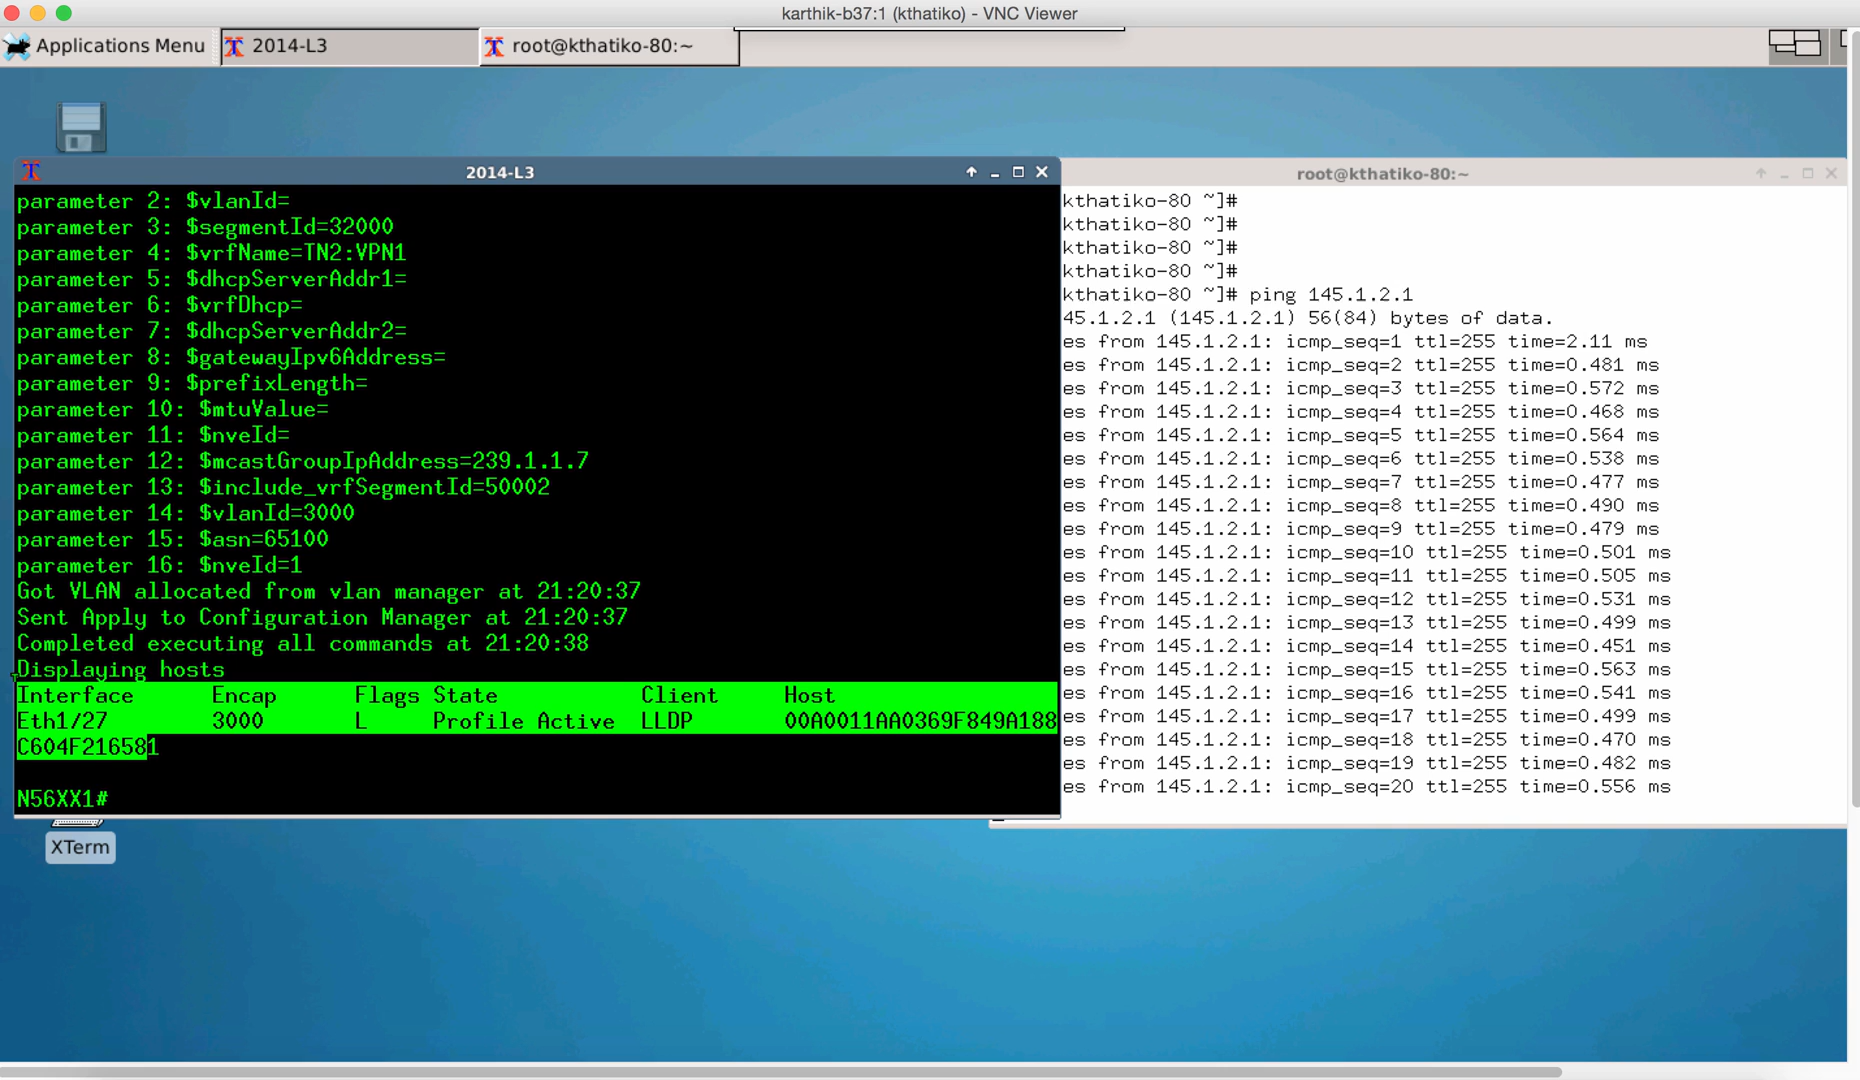 karthik-b37:1 (kthatiko) - VNC Viewer
Applications Menu
2014-L3
root@kthatiko-80:~
2014-L3
parameter 2: $vlanId=
parameter 3: $segmentId=32000
parameter 4: $vrfName=TN2:VPN1
parameter 5: $dhcpServerAddr1=
parameter 6: $vrfDhcp=
parameter 7: $dhcpServerAddr2=
parameter 8: $gatewayIpv6Address=
parameter 9: $prefixLength=
parameter 10: $mtuValue=
parameter 11: $nveId=
parameter 12: $mcastGroupIpAddress=239.1.1.7
parameter 13: $include_vrfSegmentId=50002
parameter 14: $vlanId=3000
parameter 15: $asn=65100
parameter 16: $nveId=1
Got VLAN allocated from vlan manager at 21:20:37
Sent Apply to Configuration Manager at 21:20:37
Completed executing all commands at 21:20:38
Displaying hosts
Interface Encap Flags State Client Host
Eth1/27 3000 L Profile Active LLDP 00A0011AA0369F849A188
C604F216581
N56XX1#
XTerm
root@kthatiko-80:~
kthatiko-80 ~]#
kthatiko-80 ~]#
kthatiko-80 ~]#
kthatiko-80 ~]#
kthatiko-80 ~]# ping 145.1.2.1
45.1.2.1 (145.1.2.1) 56(84) bytes of data.
es from 145.1.2.1: icmp_seq=1 ttl=255 time=2.11 ms
es from 145.1.2.1: icmp_seq=2 ttl=255 time=0.481 ms
es from 145.1.2.1: icmp_seq=3 ttl=255 time=0.572 ms
es from 145.1.2.1: icmp_seq=4 ttl=255 time=0.468 ms
es from 145.1.2.1: icmp_seq=5 ttl=255 time=0.564 ms
es from 145.1.2.1: icmp_seq=6 ttl=255 time=0.538 ms
es from 145.1.2.1: icmp_seq=7 ttl=255 time=0.477 ms
es from 145.1.2.1: icmp_seq=8 ttl=255 time=0.490 ms
es from 145.1.2.1: icmp_seq=9 ttl=255 time=0.479 ms
es from 145.1.2.1: icmp_seq=10 ttl=255 time=0.501 ms
es from 145.1.2.1: icmp_seq=11 ttl=255 time=0.505 ms
es from 145.1.2.1: icmp_seq=12 ttl=255 time=0.531 ms
es from 145.1.2.1: icmp_seq=13 ttl=255 time=0.499 ms
es from 145.1.2.1: icmp_seq=14 ttl=255 time=0.451 ms
es from 145.1.2.1: icmp_seq=15 ttl=255 time=0.563 ms
es from 145.1.2.1: icmp_seq=16 ttl=255 time=0.541 ms
es from 145.1.2.1: icmp_seq=17 ttl=255 time=0.499 ms
es from 145.1.2.1: icmp_seq=18 ttl=255 time=0.470 ms
es from 145.1.2.1: icmp_seq=19 ttl=255 time=0.482 ms
es from 145.1.2.1: icmp_seq=20 ttl=255 time=0.556 ms